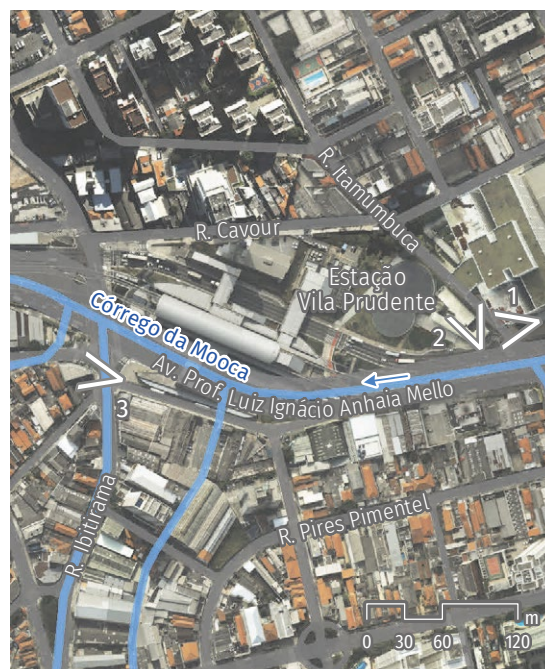 R. Itamumbuca
R. Cavour
Estação
Vila Prudente
1
2
Córrego da Mooca
Av. Prof. Luiz Ignácio Anhaia Mello
3
R. Ibitirama
R. Pires Pimentel
m
0 30 60 120